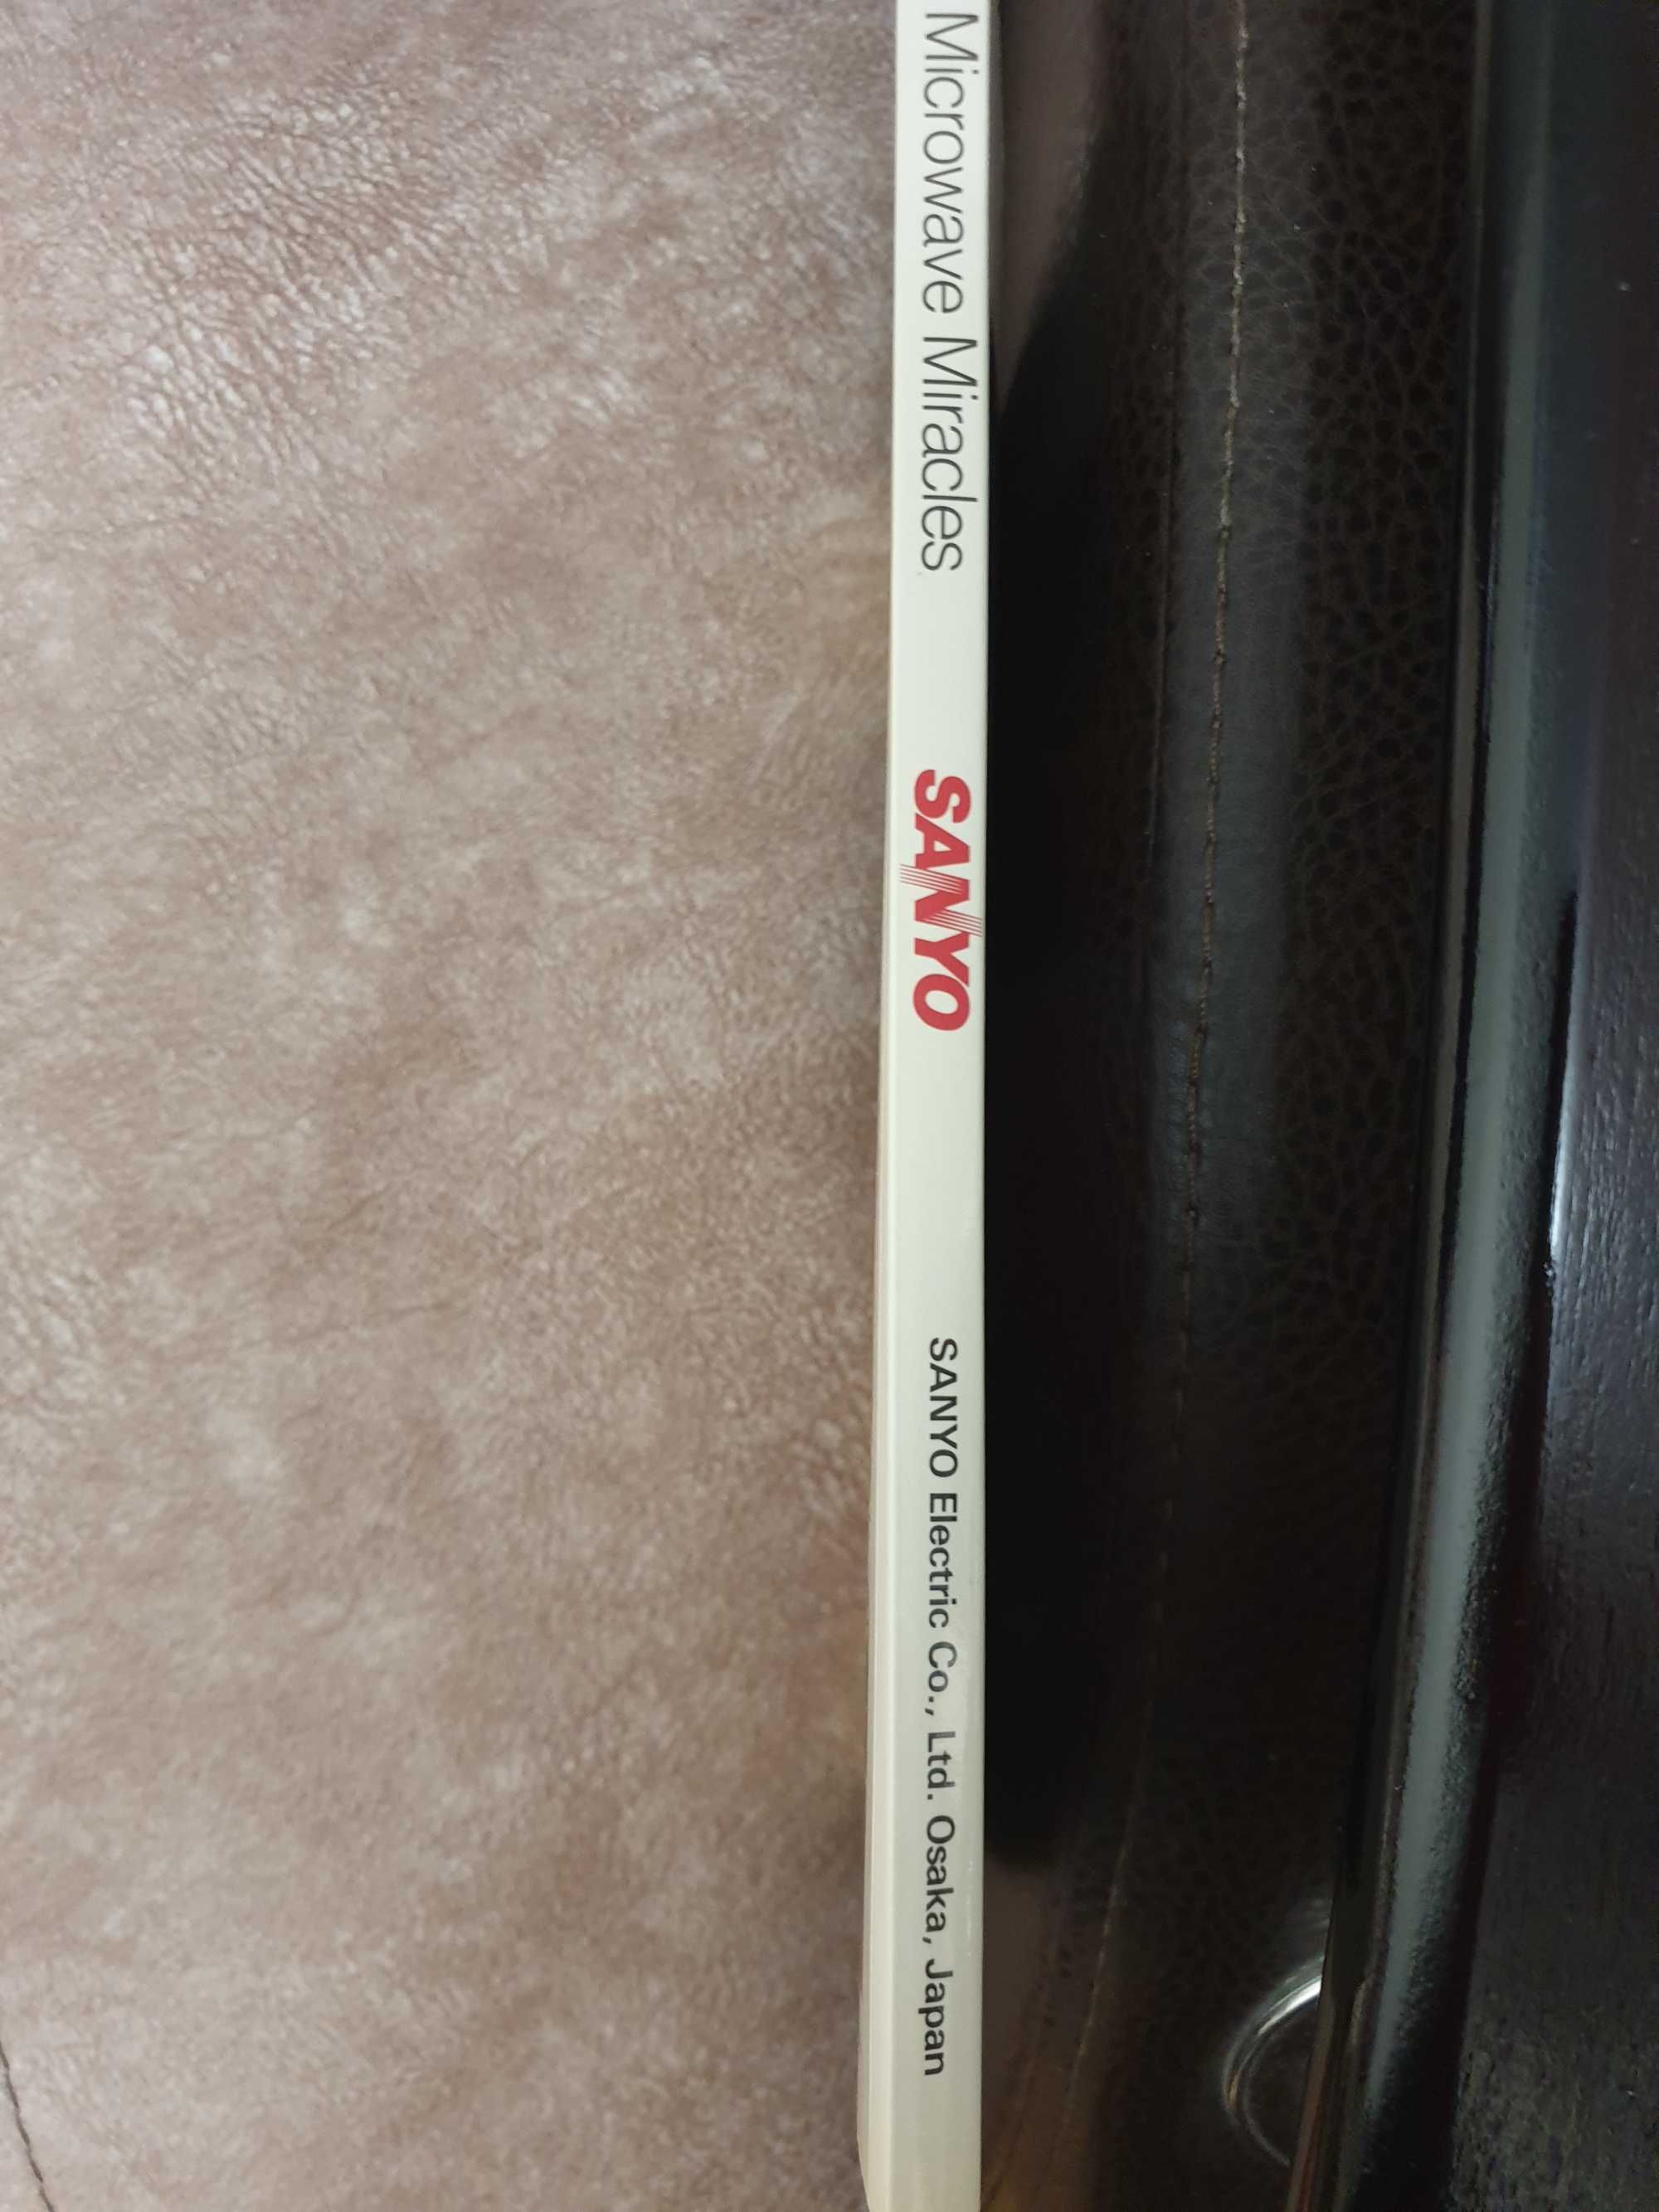 Microwave Miracles
SANYO
SANYO Electric Co., Ltd. Osaka, Japan